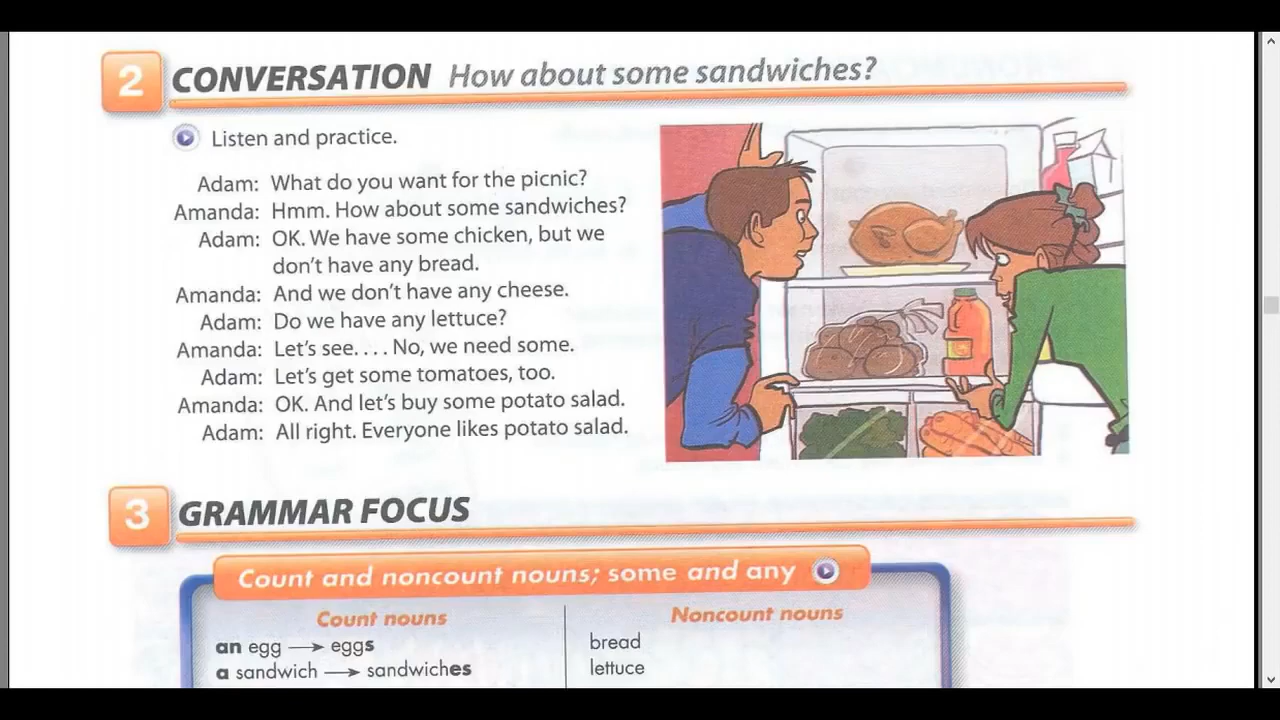 2 CONVERSATION How about some sandwiches?
Listen and practice.
Adam: What do you want for the picnic?
Amanda: Hmm. How about some sandwiches?
Adam: OK. We have some chicken, but we
don't have any bread.
Amanda: And we don't have any cheese.
Adam: Do we have any lettuce?
Amanda: Let's see. . . . No, we need some.
Adam: Let's get some tomatoes, too.
Amanda: OK. And let's buy some potato salad.
Adam: All right. Everyone likes potato salad.
3 GRAMMAR FOCUS
Count and noncount nouns; some and any
Count nouns
Noncount nouns
an egg → eggs
bread
a sandwich → sandwiches
lettuce